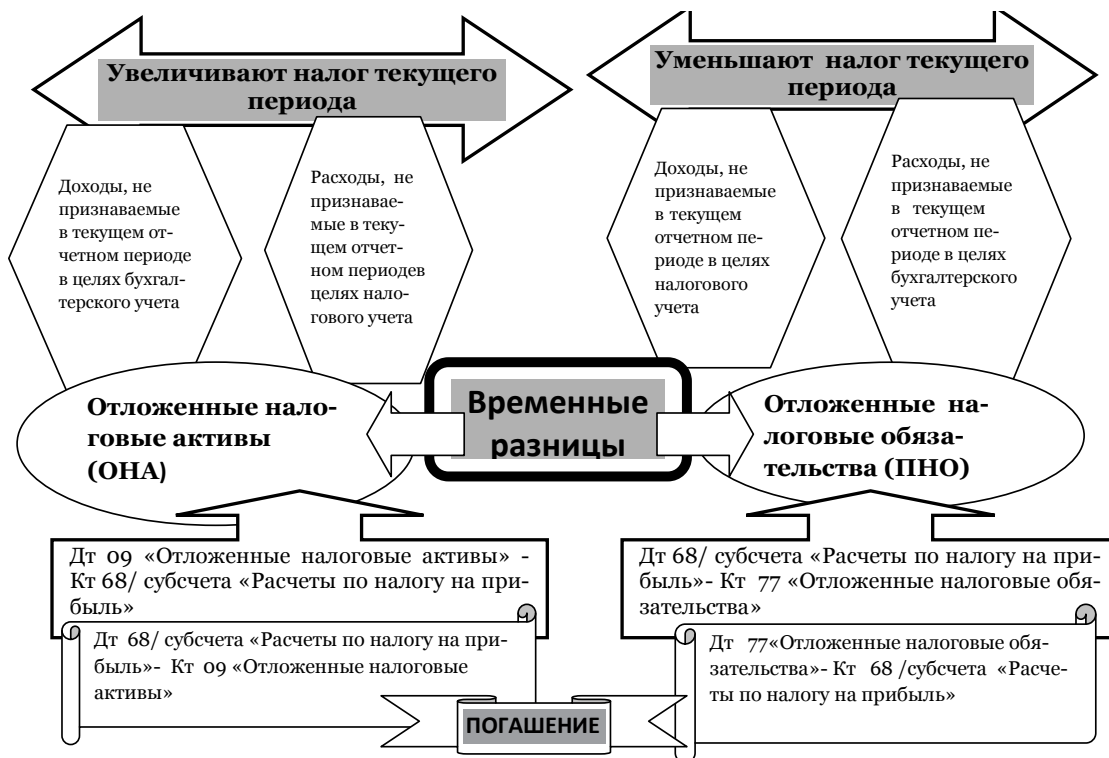 Увеличивают налог текущего
периода
Уменьшают налог текущего
периода
Доходы, не
признаваемые
в текущем от-
четном периоде
в целях бухгал-
терского учета
Расходы, не
признавае-
мые в теку-
щем отчет-
ном периодев
целях нало-
гового учета
Доходы, не
признаваемые
в текущем
отчетном пе-
риоде в целях
налогового
учета
Расходы, не
признаваемые
в текущем
отчетном пе-
риоде в целях
бухгалтерского
учета
Отложенные нало-
говые активы
(ОНА)
Временные
разницы
Отложенные на-
логовые обяза-
тельства (ПНО)
Дт 09 «Отложенные налоговые активы» -
Кт 68/ субсчета «Расчеты по налогу на при-
быль»
Дт 68/ субсчета «Расчеты по налогу на при-
быль»- Кт 77 «Отложенные налоговые обя-
зательства»
Дт 68/ субсчета «Расчеты по налогу на при-
быль»- Кт 09 «Отложенные налоговые
активы»
Дт 77«Отложенные налоговые обя-
зательства»- Кт 68 /субсчета «Расче-
ты по налогу на прибыль»
ПОГАШЕНИЕ